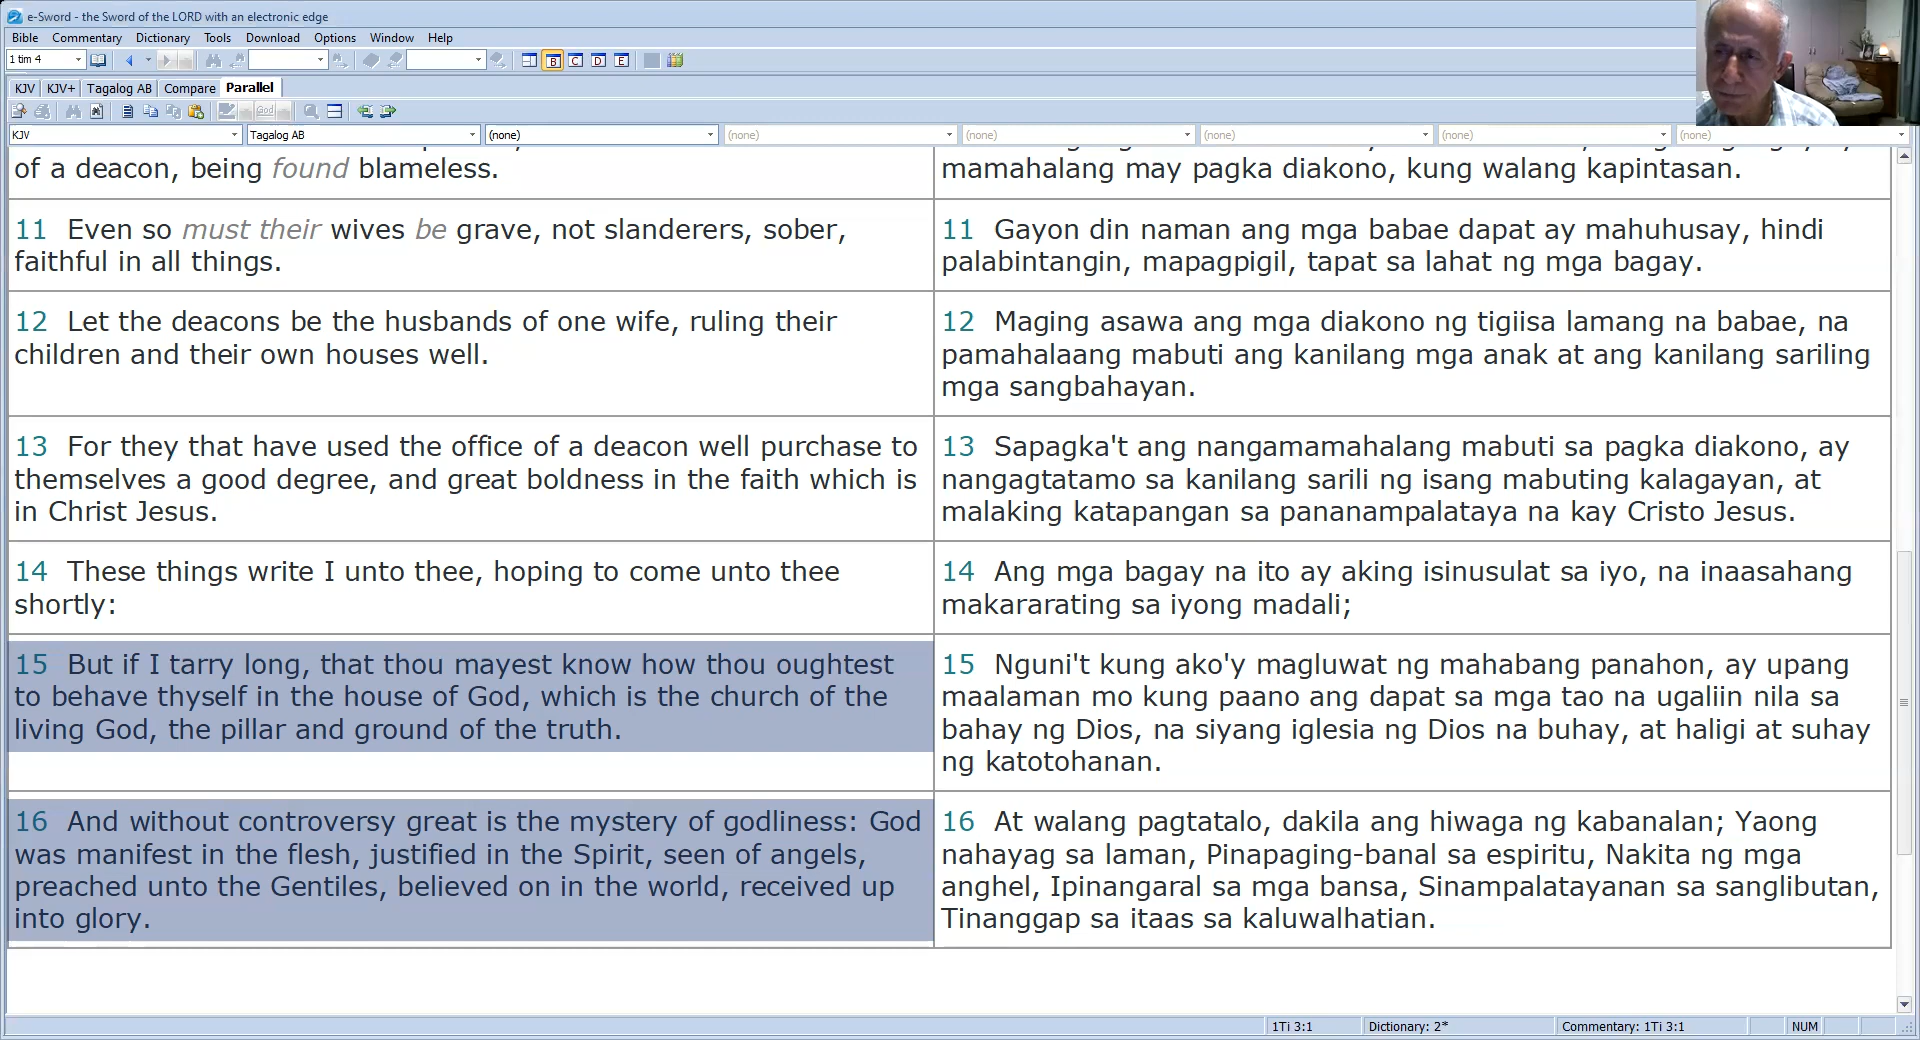 e-Sword - the Sword of the LORD with an electronic edge
Bible Commentary Dictionary Tools Download Options Window Help
1 tim 4
B C D E
KJV KJV+ Tagalog AB Compare Parallel
God
KJV Tagalog AB (none) (none) (none) (none) (none) (none)
of a deacon, being found blameless.
11 Even so must their wives be grave, not slanderers, sober,
faithful in all things.
12 Let the deacons be the husbands of one wife, ruling their
children and their own houses well.
13 For they that have used the office of a deacon well purchase to
themselves a good degree, and great boldness in the faith which is
in Christ Jesus.
14 These things write I unto thee, hoping to come unto thee
shortly:
15 But if I tarry long, that thou mayest know how thou oughtest
to behave thyself in the house of God, which is the church of the
living God, the pillar and ground of the truth.
16 And without controversy great is the mystery of godliness: God
was manifest in the flesh, justified in the Spirit, seen of angels,
preached unto the Gentiles, believed on in the world, received up
into glory.
mamahalang may pagka diakono, kung walang kapintasan.
11 Gayon din naman ang mga babae dapat ay mahuhusay, hindi
palabintangin, mapagpigil, tapat sa lahat ng mga bagay.
12 Maging asawa ang mga diakono ng tigiisa lamang na babae, na
pamahalaang mabuti ang kanilang mga anak at ang kanilang sariling
mga sangbahayan.
13 Sapagka't ang nangamamahalang mabuti sa pagka diakono, ay
nangagtatamo sa kanilang sarili ng isang mabuting kalagayan, at
malaking katapangan sa pananampalataya na kay Cristo Jesus.
14 Ang mga bagay na ito ay aking isinusulat sa iyo, na inaasahang
makararating sa iyong madali;
15 Nguni't kung ako'y magluwat ng mahabang panahon, ay upang
maalaman mo kung paano ang dapat sa mga tao na ugaliin nila sa
bahay ng Dios, na siyang iglesia ng Dios na buhay, at haligi at suhay
ng katotohanan.
16 At walang pagtatalo, dakila ang hiwaga ng kabanalan; Yaong
nahayag sa laman, Pinapaging-banal sa espiritu, Nakita ng mga
anghel, Ipinangaral sa mga bansa, Sinampalatayanan sa sanglibutan,
Tinanggap sa itaas sa kaluwalhatian.
1Ti 3:1 Dictionary: 2* Commentary: 1Ti 3:1 NUM